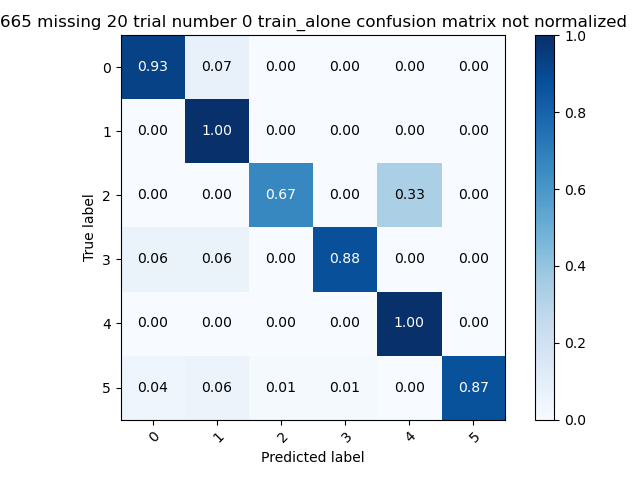 665 missing 20 trial number 0 train_alone confusion matrix not normalized
0 0.93 0.07 0.00 0.00 0.00 0.00
1 0.00 1.00 0.00 0.00 0.00 0.00
2 0.00 0.00 0.67 0.00 0.33 0.00
3 0.06 0.06 0.00 0.88 0.00 0.00
4 0.00 0.00 0.00 0.00 1.00 0.00
5 0.04 0.06 0.01 0.01 0.00 0.87
True label
0 1 2 3 4 5
Predicted label
1.0
0.8
0.6
0.4
0.2
0.0